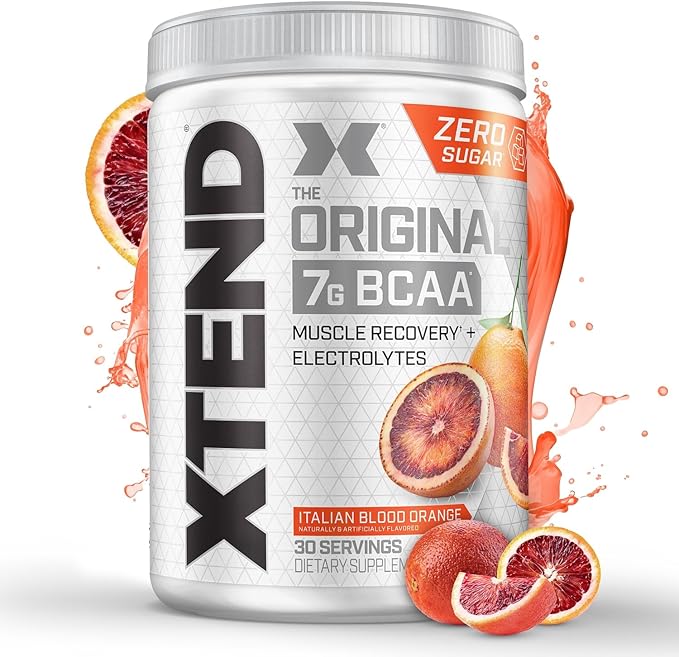 XTEND®
X®
ZERO
SUGAR
THE
ORIGINAL
7G BCAA*
MUSCLE RECOVERY† +
ELECTROLYTES
ITALIAN BLOOD ORANGE
NATURALLY & ARTIFICIALLY FLAVORED
30 SERVINGS
DIETARY SUPPLEM